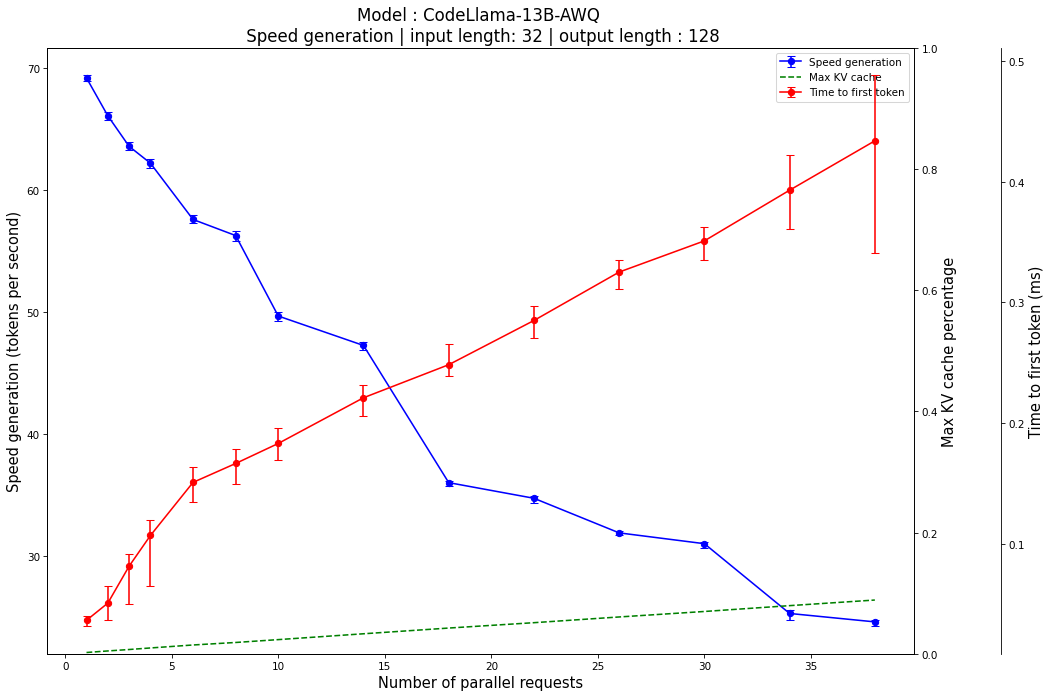 Model : CodeLlama-13B-AWQ
Speed generation | input length: 32 | output length : 128
Speed generation
Max KV cache
Time to first token
Speed generation (tokens per second)
70
60
50
40
30
1.0
0.8
0.6
0.4
0.2
0.0
Max KV cache percentage
0.5
0.4
0.3
0.2
0.1
Time to first token (ms)
0 5 10 15 20 25 30 35
Number of parallel requests